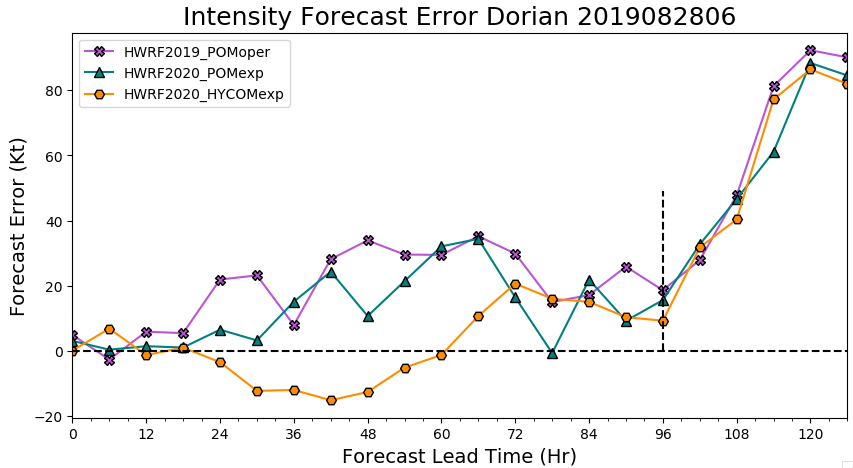 Intensity Forecast Error Dorian 2019082806
HWRF2019_POMoper
HWRF2020_POMexp
HWRF2020_HYCOMexp
Forecast Error (Kt)
80
60
40
20
0
−20
0 12 24 36 48 60 72 84 96 108 120
Forecast Lead Time (Hr)